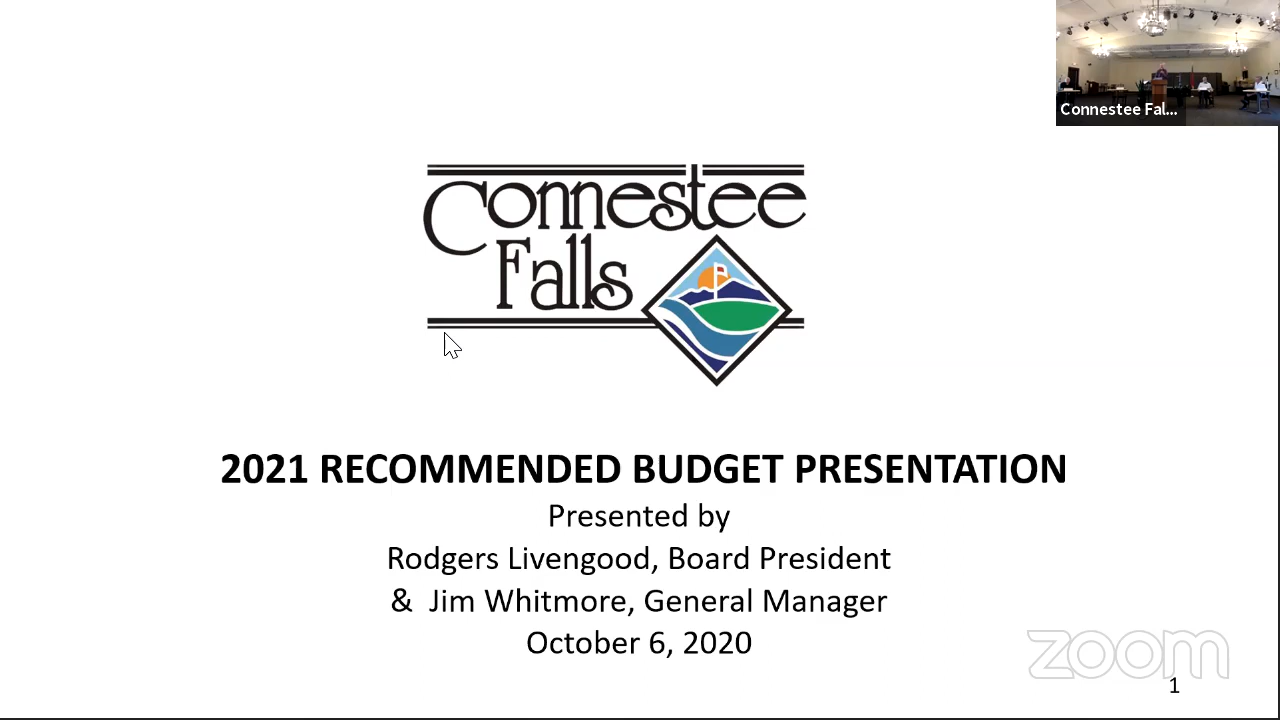 Connestee Fal...
Connestee
Falls
2021 RECOMMENDED BUDGET PRESENTATION
Presented by
Rodgers Livengood, Board President
& Jim Whitmore, General Manager
October 6, 2020
zoom
1